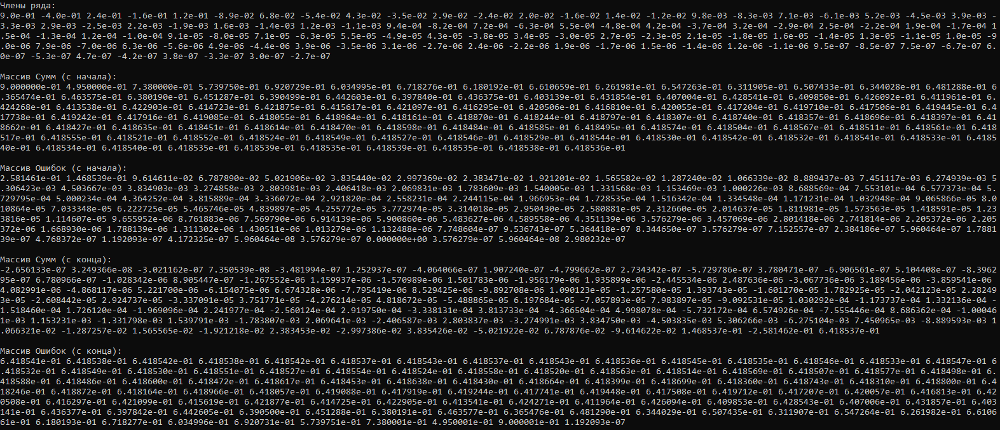 Члены ряда:
9.0e-01 -4.0e-01 2.4e-01 -1.6e-01 1.2e-01 -8.9e-02 6.8e-02 -5.4e-02 4.3e-02 -3.5e-02 2.9e-02 -2.4e-02 2.0e-02 -1.6e-02 1.4e-02 -1.2e-02 9.8e-03 -8.3e-03 7.1e-03 -6.1e-03 5.2e-03 -4.5e-03 3.9e-03 -
3.3e-03 2.9e-03 -2.5e-03 2.2e-03 -1.9e-03 1.6e-03 -1.4e-03 1.2e-03 -1.1e-03 9.4e-04 -8.2e-04 7.2e-04 -6.3e-04 5.5e-04 -4.8e-04 4.2e-04 -3.7e-04 3.2e-04 -2.9e-04 2.5e-04 -2.2e-04 1.9e-04 -1.7e-04 1
.5e-04 -1.3e-04 1.2e-04 -1.0e-04 9.1e-05 -8.0e-05 7.1e-05 -6.3e-05 5.5e-05 -4.9e-05 4.3e-05 -3.8e-05 3.4e-05 -3.0e-05 2.7e-05 -2.3e-05 2.1e-05 -1.8e-05 1.6e-05 -1.4e-05 1.3e-05 -1.1e-05 1.0e-05 -9
.0e-06 7.9e-06 -7.0e-06 6.3e-06 -5.6e-06 4.9e-06 -4.4e-06 3.9e-06 -3.5e-06 3.1e-06 -2.7e-06 2.4e-06 -2.2e-06 1.9e-06 -1.7e-06 1.5e-06 -1.4e-06 1.2e-06 -1.1e-06 9.5e-07 -8.5e-07 7.5e-07 -6.7e-07 6.
0e-07 -5.3e-07 4.7e-07 -4.2e-07 3.8e-07 -3.3e-07 3.0e-07 -2.7e-07
Массив Сумм (с начала):
9.000000e-01 4.950000e-01 7.380000e-01 5.739750e-01 6.920729e-01 6.034995e-01 6.718276e-01 6.180192e-01 6.610659e-01 6.261981e-01 6.547263e-01 6.311905e-01 6.507433e-01 6.344028e-01 6.481288e-01 6
.365474e-01 6.463575e-01 6.380190e-01 6.451287e-01 6.390499e-01 6.442603e-01 6.397840e-01 6.436375e-01 6.403139e-01 6.431854e-01 6.407004e-01 6.428541e-01 6.409850e-01 6.426092e-01 6.411961e-01 6.
424268e-01 6.413538e-01 6.422903e-01 6.414723e-01 6.421875e-01 6.415617e-01 6.421097e-01 6.416295e-01 6.420506e-01 6.416810e-01 6.420055e-01 6.417204e-01 6.419710e-01 6.417506e-01 6.419445e-01 6.4
17738e-01 6.419242e-01 6.417916e-01 6.419085e-01 6.418055e-01 6.418964e-01 6.418161e-01 6.418870e-01 6.418244e-01 6.418797e-01 6.418307e-01 6.418740e-01 6.418357e-01 6.418696e-01 6.418397e-01 6.41
8662e-01 6.418427e-01 6.418635e-01 6.418451e-01 6.418614e-01 6.418470e-01 6.418598e-01 6.418484e-01 6.418585e-01 6.418495e-01 6.418574e-01 6.418504e-01 6.418567e-01 6.418511e-01 6.418561e-01 6.418
517e-01 6.418555e-01 6.418521e-01 6.418552e-01 6.418524e-01 6.418549e-01 6.418527e-01 6.418546e-01 6.418529e-01 6.418544e-01 6.418530e-01 6.418542e-01 6.418532e-01 6.418541e-01 6.418533e-01 6.4185
40e-01 6.418534e-01 6.418540e-01 6.418535e-01 6.418539e-01 6.418535e-01 6.418539e-01 6.418535e-01 6.418538e-01 6.418536e-01
Массив Ошибок (с начала):
2.581461e-01 1.468539e-01 9.614611e-02 6.787890e-02 5.021906e-02 3.835440e-02 2.997369e-02 2.383471e-02 1.921201e-02 1.565582e-02 1.287240e-02 1.066339e-02 8.889437e-03 7.451117e-03 6.274939e-03 5
.306423e-03 4.503667e-03 3.834903e-03 3.274858e-03 2.803981e-03 2.406418e-03 2.069831e-03 1.783609e-03 1.540005e-03 1.331568e-03 1.153469e-03 1.000226e-03 8.688569e-04 7.553101e-04 6.577373e-04 5.
729795e-04 5.000234e-04 4.364252e-04 3.815889e-04 3.336072e-04 2.921820e-04 2.558231e-04 2.244115e-04 1.966953e-04 1.728535e-04 1.516342e-04 1.334548e-04 1.171231e-04 1.032948e-04 9.065866e-05 8.0
10864e-05 7.033348e-05 6.222725e-05 5.465746e-05 4.839897e-05 4.255772e-05 3.772974e-05 3.314018e-05 2.950430e-05 2.580881e-05 2.312660e-05 2.014637e-05 1.811981e-05 1.573563e-05 1.418591e-05 1.23
3816e-05 1.114607e-05 9.655952e-06 8.761883e-06 7.569790e-06 6.914139e-06 5.900860e-06 5.483627e-06 4.589558e-06 4.351139e-06 3.576279e-06 3.457069e-06 2.801418e-06 2.741814e-06 2.205372e-06 2.205
372e-06 1.668930e-06 1.788139e-06 1.311302e-06 1.430511e-06 1.013279e-06 1.132488e-06 7.748604e-07 9.536743e-07 5.364418e-07 8.344650e-07 3.576279e-07 7.152557e-07 2.384186e-07 5.960464e-07 1.7881
39e-07 4.768372e-07 1.192093e-07 4.172325e-07 5.960464e-08 3.576279e-07 0.000000e+00 3.576279e-07 5.960464e-08 2.980232e-07
Массив Сумм (с конца):
-2.656133e-07 3.249366e-08 -3.021162e-07 7.350539e-08 -3.481994e-07 1.252937e-07 -4.064066e-07 1.907240e-07 -4.799662e-07 2.734342e-07 -5.729786e-07 3.780471e-07 -6.906561e-07 5.104408e-07 -8.3962
95e-07 6.780966e-07 -1.028342e-06 8.905447e-07 -1.267552e-06 1.159937e-06 -1.570989e-06 1.501783e-06 -1.956179e-06 1.935899e-06 -2.445534e-06 2.487636e-06 -3.067736e-06 3.189456e-06 -3.859541e-06
4.082991e-06 -4.868117e-06 5.221700e-06 -6.154075e-06 6.674328e-06 -7.795419e-06 8.529425e-06 -9.892708e-06 1.090123e-05 -1.257580e-05 1.393743e-05 -1.601270e-05 1.782925e-05 -2.042123e-05 2.28249
3e-05 -2.608442e-05 2.924737e-05 -3.337091e-05 3.751771e-05 -4.276214e-05 4.818672e-05 -5.488865e-05 6.197684e-05 -7.057893e-05 7.983897e-05 -9.092531e-05 1.030292e-04 -1.173737e-04 1.332136e-04 -
1.518460e-04 1.726120e-04 -1.969096e-04 2.241977e-04 -2.560124e-04 2.919750e-04 -3.338131e-04 3.813733e-04 -4.366504e-04 4.998078e-04 -5.732172e-04 6.574926e-04 -7.555446e-04 8.686362e-04 -1.00046
1e-03 1.153231e-03 -1.331798e-03 1.539791e-03 -1.783807e-03 2.069641e-03 -2.406587e-03 2.803837e-03 -3.274991e-03 3.834750e-03 -4.503835e-03 5.306266e-03 -6.275104e-03 7.450965e-03 -8.889593e-03 1
.066321e-02 -1.287257e-02 1.565565e-02 -1.921218e-02 2.383453e-02 -2.997386e-02 3.835426e-02 -5.021922e-02 6.787876e-02 -9.614622e-02 1.468537e-01 -2.581462e-01 6.418537e-01
Массив Ошибок (с конца):
6.418541e-01 6.418538e-01 6.418542e-01 6.418538e-01 6.418542e-01 6.418537e-01 6.418543e-01 6.418537e-01 6.418543e-01 6.418536e-01 6.418545e-01 6.418535e-01 6.418546e-01 6.418533e-01 6.418547e-01 6
.418532e-01 6.418549e-01 6.418530e-01 6.418551e-01 6.418527e-01 6.418554e-01 6.418524e-01 6.418558e-01 6.418520e-01 6.418563e-01 6.418514e-01 6.418569e-01 6.418507e-01 6.418577e-01 6.418498e-01 6.
418588e-01 6.418486e-01 6.418600e-01 6.418472e-01 6.418617e-01 6.418453e-01 6.418638e-01 6.418430e-01 6.418664e-01 6.418399e-01 6.418699e-01 6.418360e-01 6.418743e-01 6.418310e-01 6.418800e-01 6.4
18246e-01 6.418872e-01 6.418164e-01 6.418966e-01 6.418057e-01 6.419088e-01 6.417919e-01 6.419244e-01 6.417741e-01 6.419448e-01 6.417508e-01 6.419712e-01 6.417207e-01 6.420057e-01 6.416813e-01 6.42
0508e-01 6.416297e-01 6.421099e-01 6.415619e-01 6.421877e-01 6.414725e-01 6.422905e-01 6.413541e-01 6.424271e-01 6.411964e-01 6.426094e-01 6.409853e-01 6.428543e-01 6.407006e-01 6.431857e-01 6.403
141e-01 6.436377e-01 6.397842e-01 6.442605e-01 6.390500e-01 6.451288e-01 6.380191e-01 6.463577e-01 6.365476e-01 6.481290e-01 6.344029e-01 6.507435e-01 6.311907e-01 6.547264e-01 6.261982e-01 6.6106
61e-01 6.180193e-01 6.718277e-01 6.034996e-01 6.920731e-01 5.739751e-01 7.380001e-01 4.950001e-01 9.000001e-01 1.192093e-07